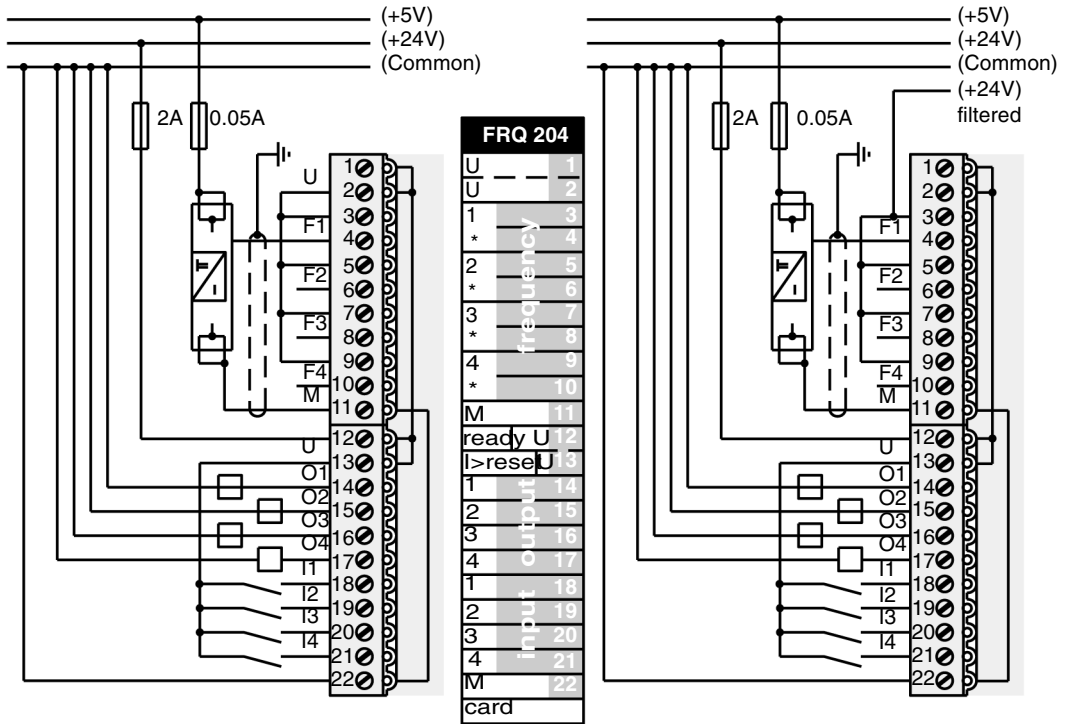 (+5V)
(+24V)
(Common)
2A
0.05A
U
F1
F2
F3
F4
M
U
O1
O2
O3
O4
I1
I2
I3
I4
1
2
3
4
5
6
7
8
9
10
11
12
13
14
15
16
17
18
19
20
21
22
FRQ 204
U 1
U 2
1 3
* 4
2 5
* 6
3 7
* 8
4 9
* 10
frequency
M 11
ready U 12
I>reset U 13
1 14
2 15
3 16
4 17
output
1 18
2 19
3 20
4 21
input
M 22
card
(+5V)
(+24V)
(Common)
(+24V)
filtered
2A
0.05A
F1
F2
F3
F4
M
U
O1
O2
O3
O4
I1
I2
I3
I4
1
2
3
4
5
6
7
8
9
10
11
12
13
14
15
16
17
18
19
20
21
22